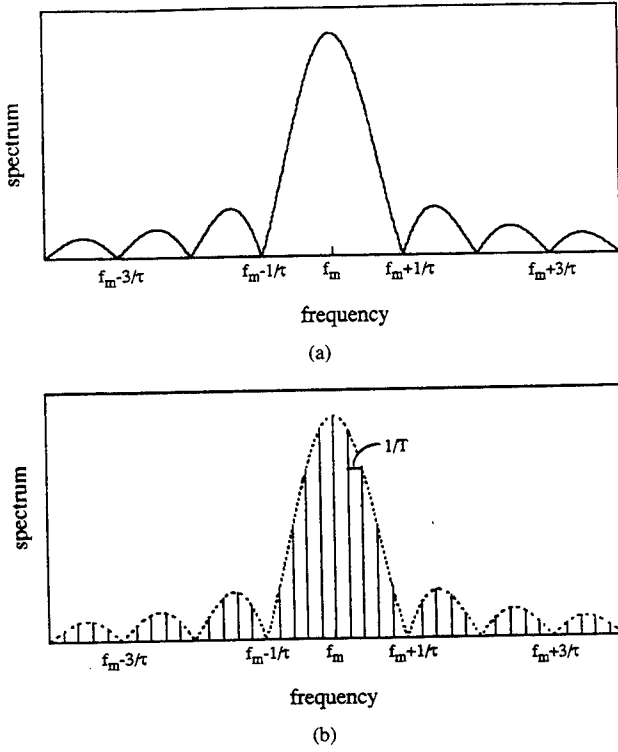 spectrum
fₘ-3/τ fₘ-1/τ fₘ fₘ+1/τ fₘ+3/τ
frequency
(a)
1/T
spectrum
fₘ-3/τ fₘ-1/τ fₘ fₘ+1/τ fₘ+3/τ
frequency
(b)